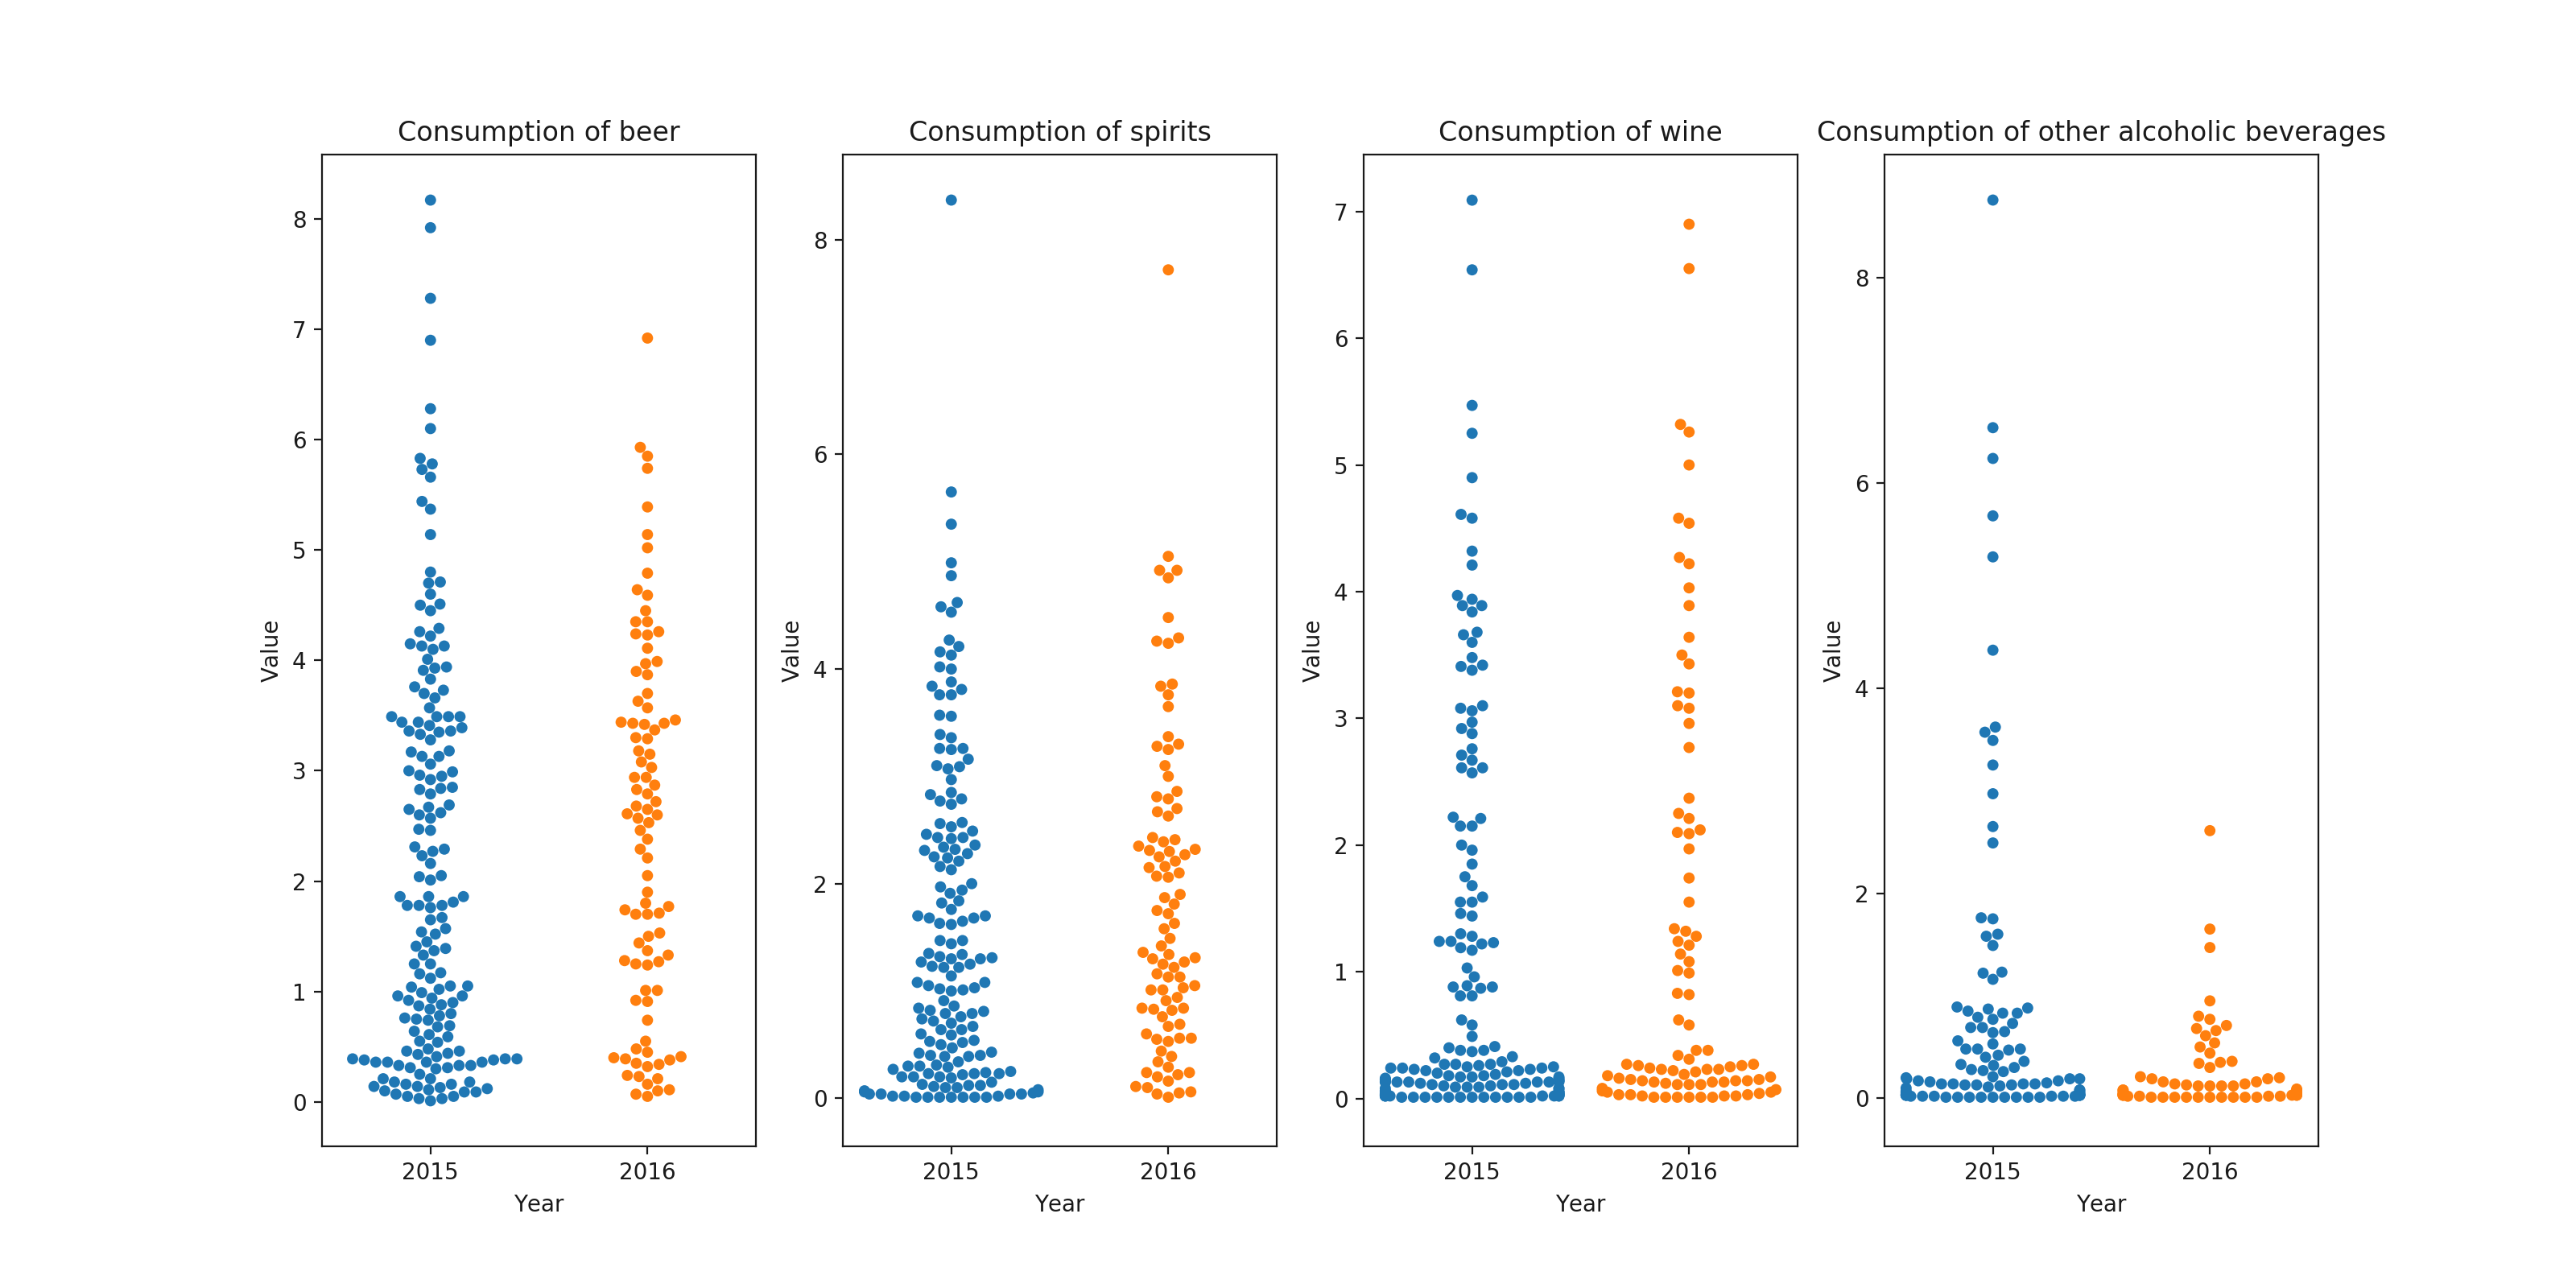 Consumption of beer
8
7
6
5
4
3
2
1
0
Value
2015 2016
Year
Consumption of spirits
8
6
4
2
0
Value
2015 2016
Year
Consumption of wine
7
6
5
4
3
2
1
0
Value
2015 2016
Year
Consumption of other alcoholic beverages
8
6
4
2
0
Value
2015 2016
Year